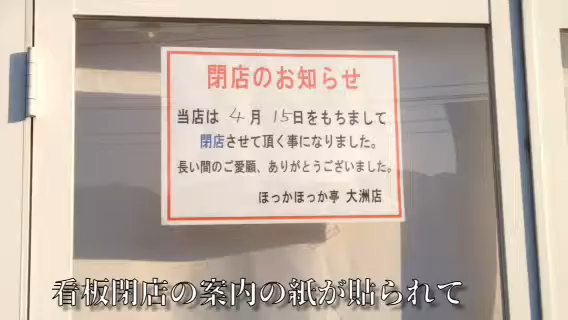 閉店のお知らせ
当店は 4月 15日をもちまして
閉店させて頂く事になりました。
長い間のご愛顧、ありがとうございました。
ほっかほっか亭 大洲店
看板閉店の案内の紙が貼られて